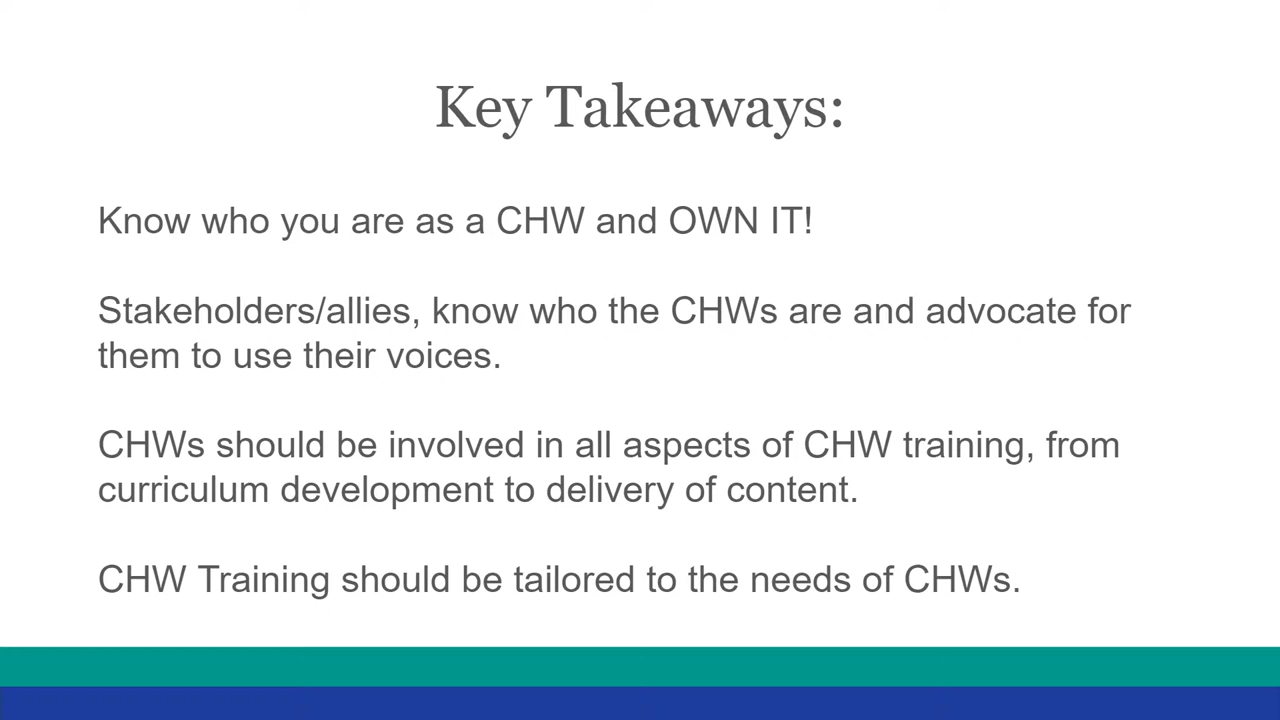 Key Takeaways:
Know who you are as a CHW and OWN IT!
Stakeholders/allies, know who the CHWs are and advocate for
them to use their voices.
CHWs should be involved in all aspects of CHW training, from
curriculum development to delivery of content.
CHW Training should be tailored to the needs of CHWs.